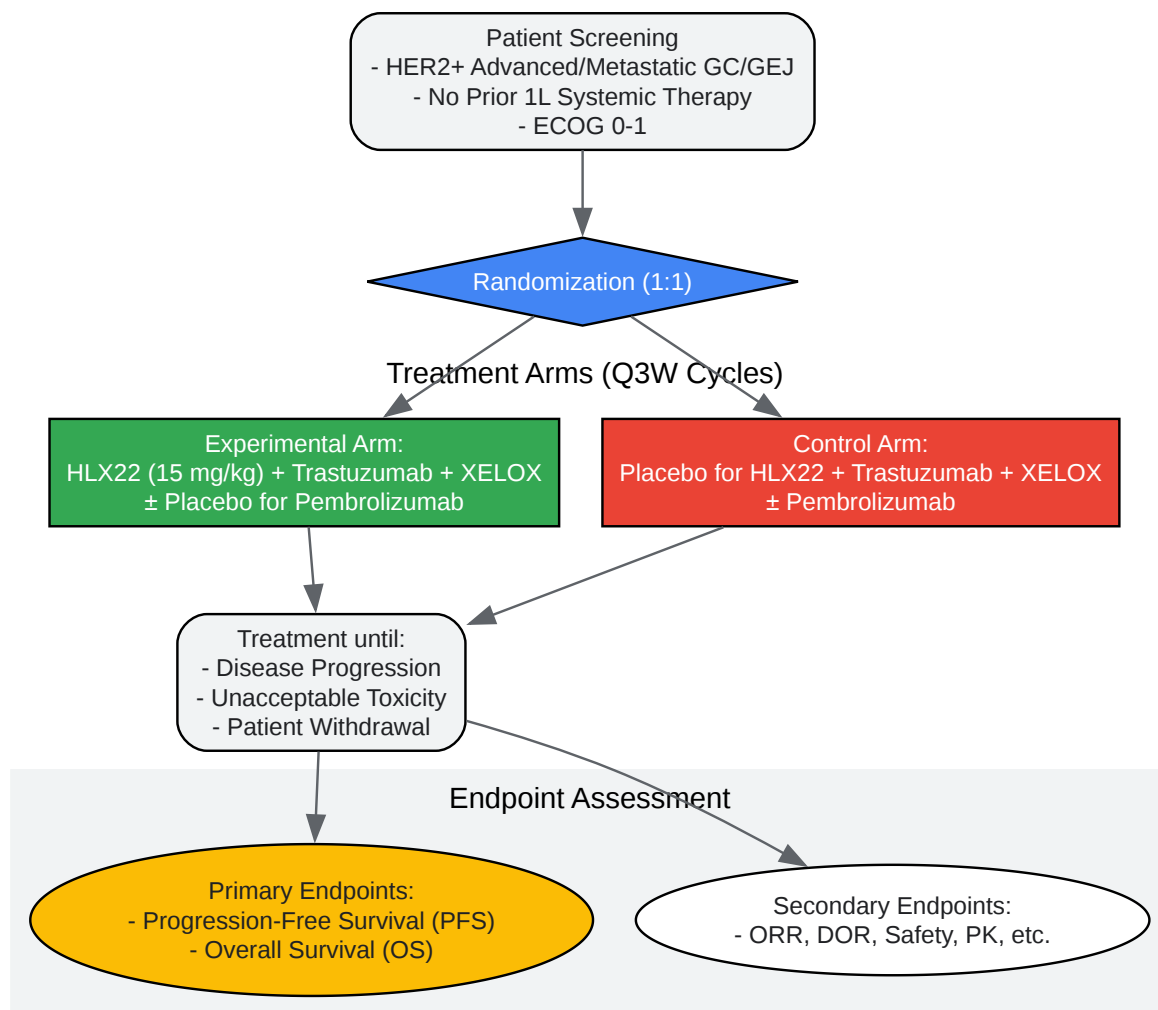 Patient Screening
- HER2+ Advanced/Metastatic GC/GEJ
- No Prior 1L Systemic Therapy
- ECOG 0-1
Randomization (1:1)
Treatment Arms (Q3W Cycles)
Experimental Arm:
HLX22 (15 mg/kg) + Trastuzumab + XELOX
± Placebo for Pembrolizumab
Control Arm:
Placebo for HLX22 + Trastuzumab + XELOX
± Pembrolizumab
Treatment until:
- Disease Progression
- Unacceptable Toxicity
- Patient Withdrawal
Endpoint Assessment
Primary Endpoints:
- Progression-Free Survival (PFS)
- Overall Survival (OS)
Secondary Endpoints:
- ORR, DOR, Safety, PK, etc.